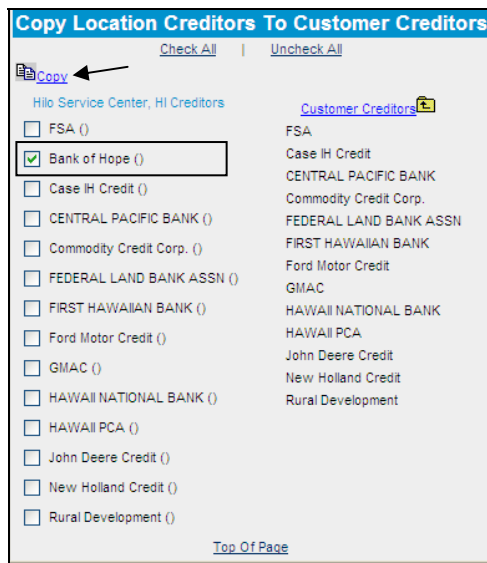 Copy Location Creditors To Customer Creditors
Check All | Uncheck All
Copy
Hilo Service Center, HI Creditors
FSA ()
Bank of Hope ()
Case IH Credit ()
CENTRAL PACIFIC BANK ()
Commodity Credit Corp. ()
FEDERAL LAND BANK ASSN ()
FIRST HAWAIIAN BANK ()
Ford Motor Credit ()
GMAC ()
HAWAII NATIONAL BANK ()
HAWAII PCA ()
John Deere Credit ()
New Holland Credit ()
Rural Development ()
Customer Creditors
FSA
Case IH Credit
CENTRAL PACIFIC BANK
Commodity Credit Corp.
FEDERAL LAND BANK ASSN
FIRST HAWAIIAN BANK
Ford Motor Credit
GMAC
HAWAII NATIONAL BANK
HAWAII PCA
John Deere Credit
New Holland Credit
Rural Development
Top Of Page